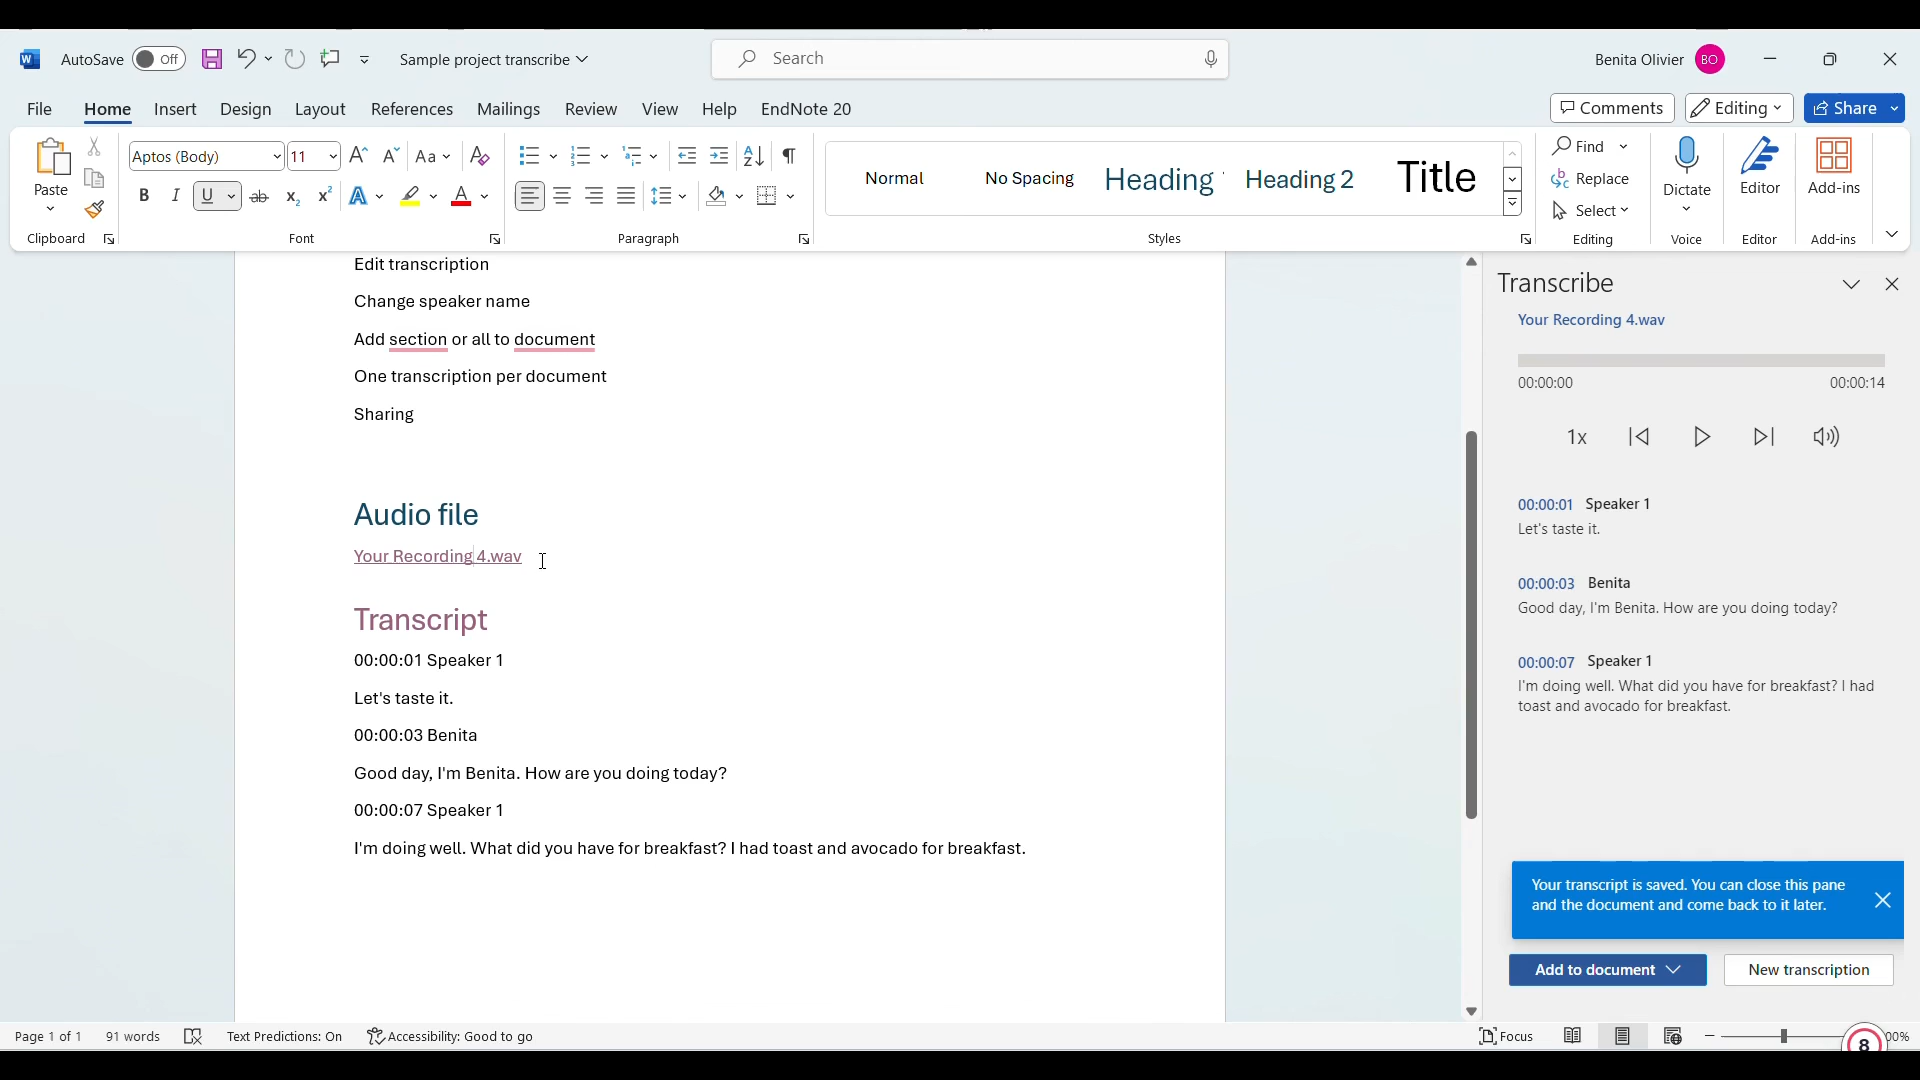 AutoSave Off Sample project transcribe Search Benita Olivier BO
File Home Insert Design Layout References Mailings Review View Help EndNote 20 Comments Editing Share
Paste
Clipboard
Aptos (Body) 11
Font
Paragraph
Normal No Spacing Heading Heading 2 Title
Styles
Find
Replace
Select
Editing
Dictate
Voice
Editor
Editor
Add-ins
Add-ins
Edit transcription
Change speaker name
Add section or all to document
One transcription per document
Sharing
Audio file
Your Recording 4.wav
Transcript
00:00:01 Speaker 1
Let's taste it.
00:00:03 Benita
Good day, I'm Benita. How are you doing today?
00:00:07 Speaker 1
I'm doing well. What did you have for breakfast? I had toast and avocado for breakfast.
Transcribe
Your Recording 4.wav
00:00:00 00:00:14
1x
00:00:01 Speaker 1
Let's taste it.
00:00:03 Benita
Good day, I'm Benita. How are you doing today?
00:00:07 Speaker 1
I'm doing well. What did you have for breakfast? I had
toast and avocado for breakfast.
Your transcript is saved. You can close this pane
and the document and come back to it later.
Add to document New transcription
Page 1 of 1 91 words Text Predictions: On Accessibility: Good to go Focus 8 00%